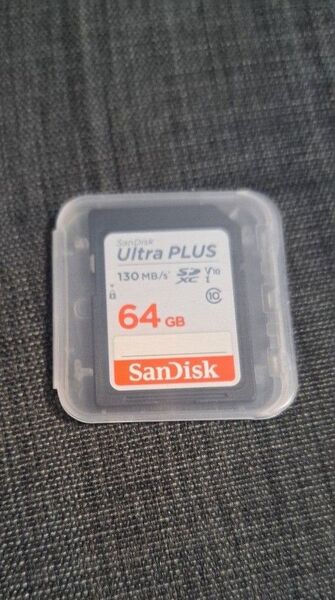 SanDisk
Ultra PLUS
130 MB/s SD XC V10 I
10
64 GB
SanDisk